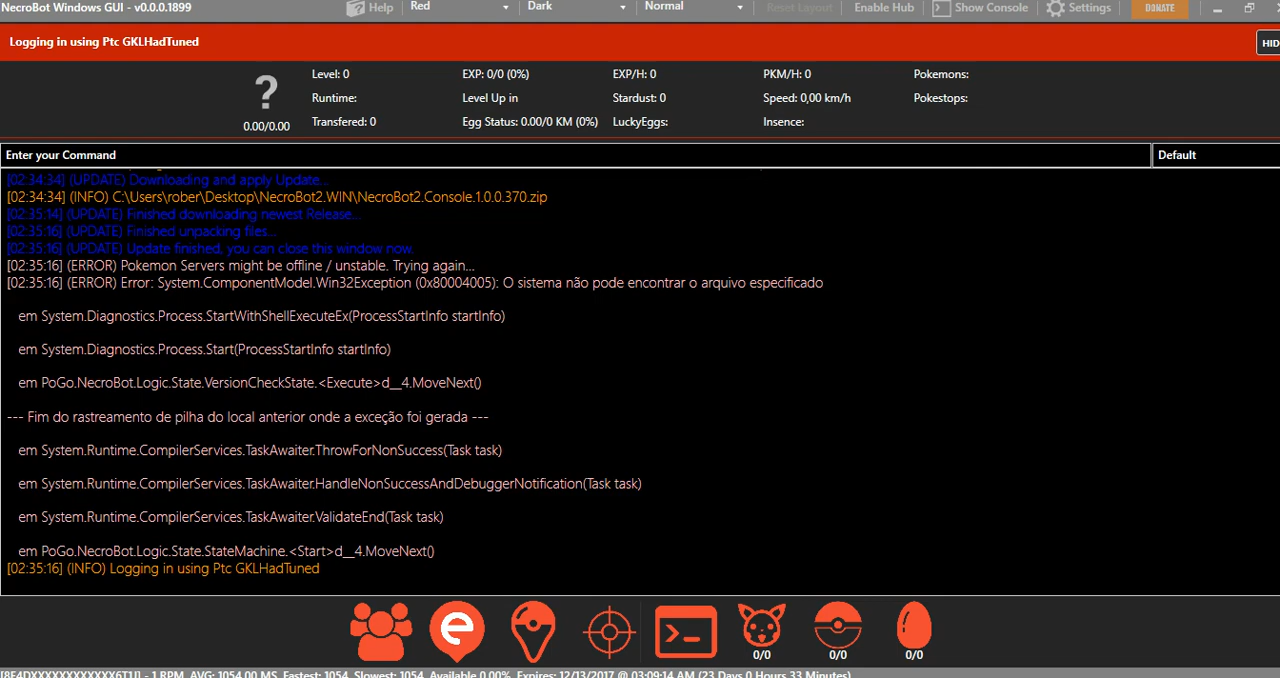 NecroBot Windows GUI - v0.0.0.1899 Help Red Dark Normal Reset Layout Enable Hub Show Console Settings DONATE
Logging in using Ptc GKLHadTuned HID
Level: 0 EXP: 0/0 (0%) EXP/H: 0 PKM/H: 0 Pokemons:
? Runtime: Level Up in Stardust: 0 Speed: 0,00 km/h Pokestops:
0.00/0.00 Transfered: 0 Egg Status: 0.00/0 KM (0%) LuckyEggs: Insence:
Enter your Command Default
[02:34:34] (UPDATE) Downloading and apply Update...
[02:34:34] (INFO) C:\Users\rober\Desktop\NecroBot2.WIN\NecroBot2.Console.1.0.0.370.zip
[02:35:14] (UPDATE) Finished downloading newest Release...
[02:35:16] (UPDATE) Finished unpacking files...
[02:35:16] (UPDATE) Update finished, you can close this window now.
[02:35:16] (ERROR) Pokemon Servers might be offline / unstable. Trying again...
[02:35:16] (ERROR) Error: System.ComponentModel.Win32Exception (0x80004005): O sistema não pode encontrar o arquivo especificado
em System.Diagnostics.Process.StartWithShellExecuteEx(ProcessStartInfo startInfo)
em System.Diagnostics.Process.Start(ProcessStartInfo startInfo)
em PoGo.NecroBot.Logic.State.VersionCheckState.<Execute>d__4.MoveNext()
--- Fim do rastreamento de pilha do local anterior onde a exceção foi gerada ---
em System.Runtime.CompilerServices.TaskAwaiter.ThrowForNonSuccess(Task task)
em System.Runtime.CompilerServices.TaskAwaiter.HandleNonSuccessAndDebuggerNotification(Task task)
em System.Runtime.CompilerServices.TaskAwaiter.ValidateEnd(Task task)
em PoGo.NecroBot.Logic.State.StateMachine.<Start>d__4.MoveNext()
[02:35:16] (INFO) Logging in using Ptc GKLHadTuned
0/0 0/0 0/0
[8F4DXXXXXXXXXXXX6T1U] - 1 RPM, AVG: 1054,00 MS, Fastest: 1054, Slowest: 1054, Available 0,00%, Expires: 12/13/2017 @ 03:09:14 AM (23 Days 0 Hours 33 Minutes)